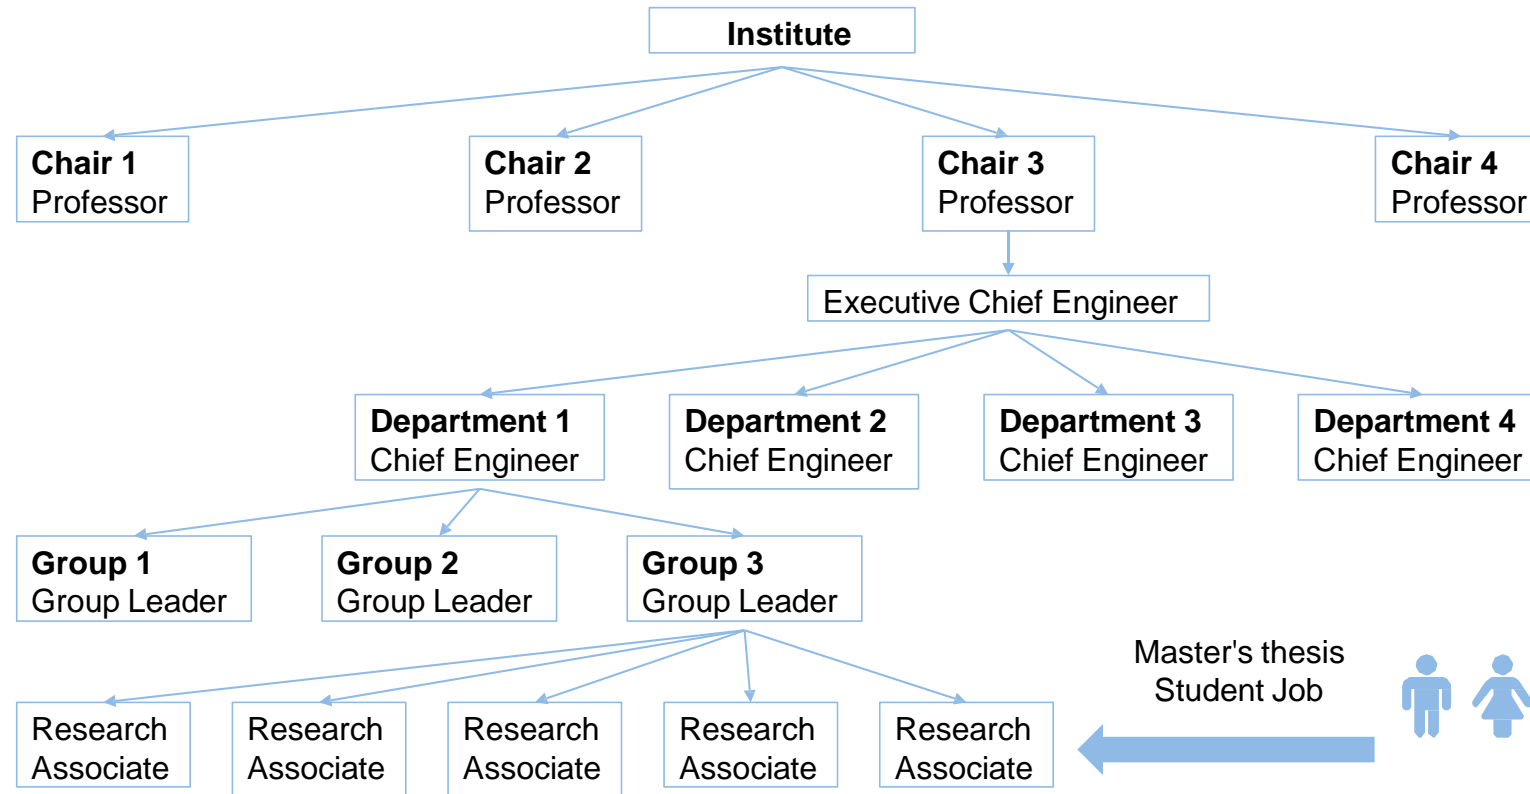 Institute
Chair 1
Professor
Chair 2
Professor
Chair 3
Professor
Chair 4
Professor
Executive Chief Engineer
Department 1
Chief Engineer
Department 2
Chief Engineer
Department 3
Chief Engineer
Department 4
Chief Engineer
Group 1
Group Leader
Group 2
Group Leader
Group 3
Group Leader
Master's thesis
Student Job
Research
Associate
Research
Associate
Research
Associate
Research
Associate
Research
Associate